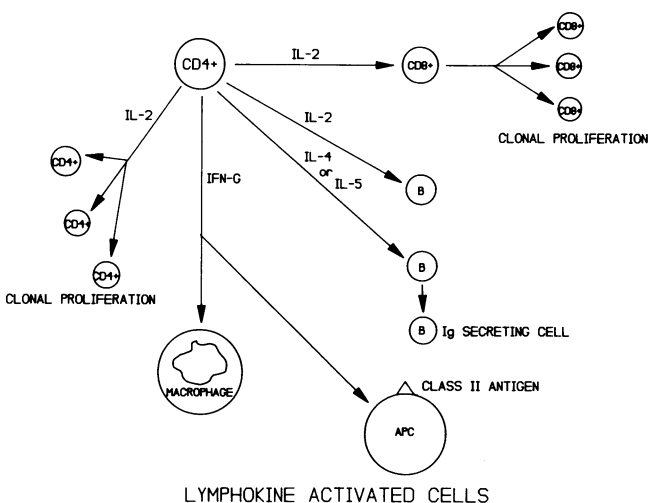 CD4+
IL-2
CD8+
CD8+
CD8+
CD8+
CLONAL PROLIFERATION
IL-2
CD4+
CD4+
CD4+
CLONAL PROLIFERATION
IFN-G
IL-2
B
IL-4
or
IL-5
B
B
Ig SECRETING CELL
MACROPHAGE
CLASS II ANTIGEN
APC
LYMPHOKINE ACTIVATED CELLS